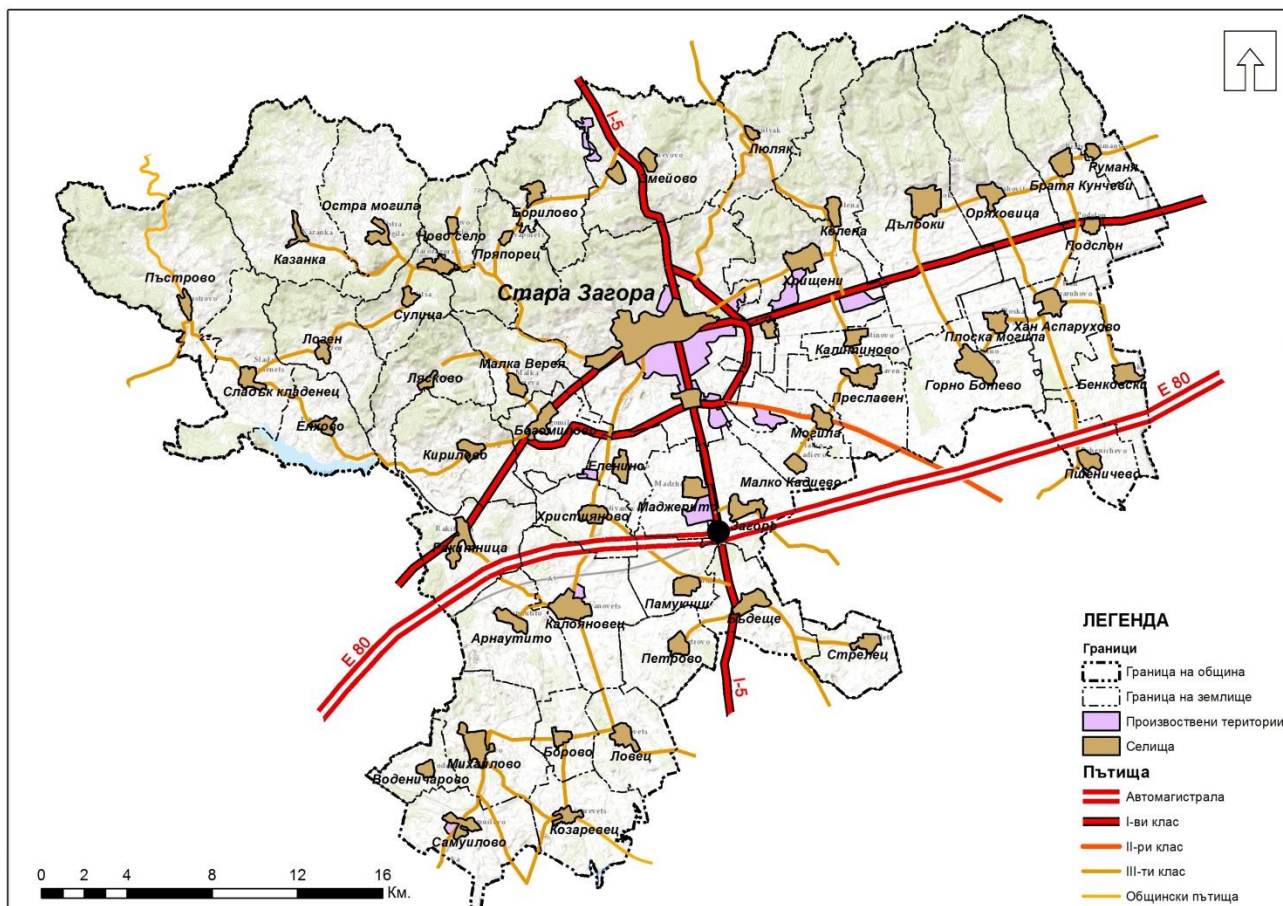 I-5
Люляк
Змейово
Руманя
Братя Кунчеви
Борилово
Остра могила
Ново село
Оряховица
Дълбоки
Колена
Пряпорец
Казанка
Подслон
Пъстрово
Хрищени
Стара Загора
Сулица
Хан Аспарухово
Плоска могила
Лозен
Калитиново
Малка Верея
Лясково
Горно Ботево
Бенковски
Сладък кладенец
Преславен
E 80
Елхово
Богомилово
Могила
Кирилово
Еленино
Пшеничево
Малко Кадиево
Маджерито
Християново
Загоре
Ракитница
Памукчии
Калояновец
Бъдеще
Арнаутито
E 80
Петрово
Стрелец
I-5
Борово
Ловец
Михайлово
Воденичарово
Козаревец
Самуилово
ЛЕГЕНДА
Граници
Граница на община
Граница на землище
Произвоствени територии
Селища
Пътища
Автомагистрала
I-ви клас
II-ри клас
III-ти клас
Общински пътища
0 2 4 8 12 16
Км.